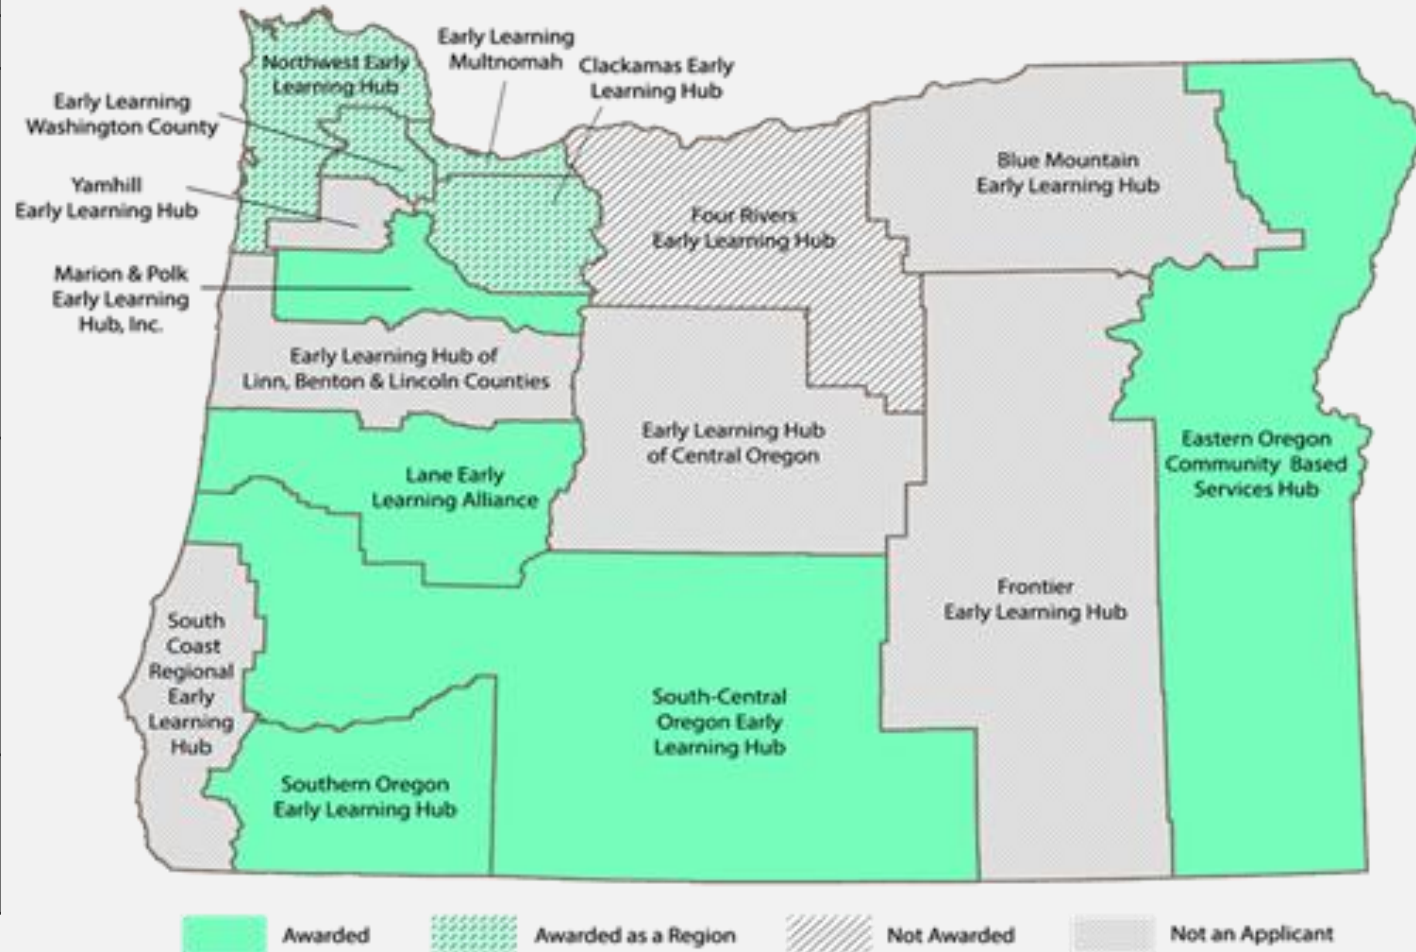 Early Learning
Multnomah
Clackamas Early
Learning Hub
Northwest Early
Learning Hub
Early Learning
Washington County
Yamhill
Early Learning Hub
Marion & Polk
Early Learning
Hub, Inc.
Blue Mountain
Early Learning Hub
Four Rivers
Early Learning Hub
Early Learning Hub of
Linn, Benton & Lincoln Counties
Early Learning Hub
of Central Oregon
Eastern Oregon
Community Based
Services Hub
Lane Early
Learning Alliance
Frontier
Early Learning Hub
South
Coast
Regional
Early
Learning
Hub
South-Central
Oregon Early
Learning Hub
Southern Oregon
Early Learning Hub
Awarded
Awarded as a Region
Not Awarded
Not an Applicant